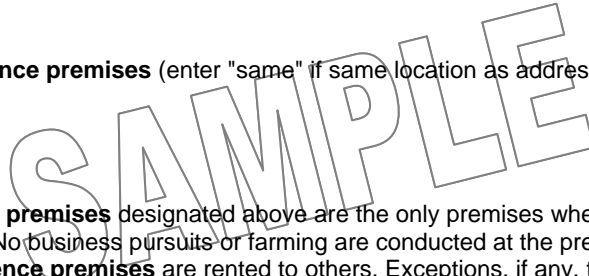 ence premises (enter "same" if same location as addres
SAMPLE
premises designated above are the only premises whe
No business pursuits or farming are conducted at the pre
ence premises are rented to others. Exceptions, if any, t